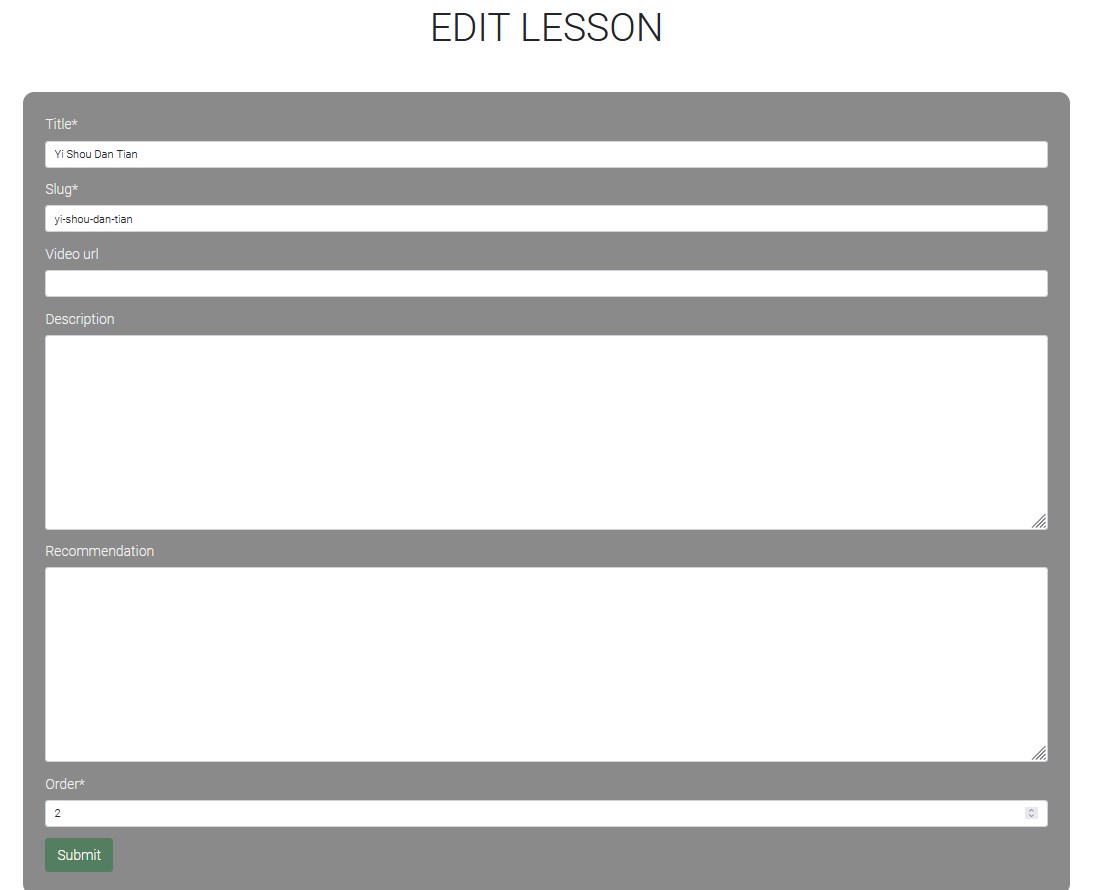 EDIT LESSON
Title*
Yi Shou Dan Tian
Slug*
yi-shou-dan-tian
Video url
Description
Recommendation
Order*
2
Submit